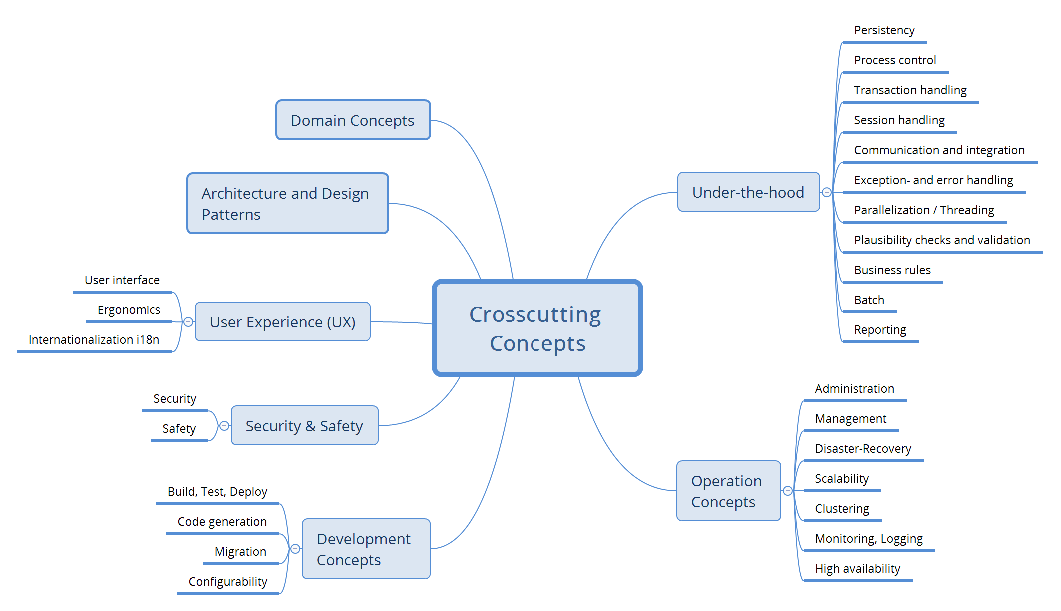 Crosscutting
Concepts
Domain Concepts
Architecture and Design
Patterns
User Experience (UX)
User interface
Ergonomics
Internationalization i18n
Security & Safety
Security
Safety
Development
Concepts
Build, Test, Deploy
Code generation
Migration
Configurability
Under-the-hood
Persistency
Process control
Transaction handling
Session handling
Communication and integration
Exception- and error handling
Parallelization / Threading
Plausibility checks and validation
Business rules
Batch
Reporting
Operation
Concepts
Administration
Management
Disaster-Recovery
Scalability
Clustering
Monitoring, Logging
High availability